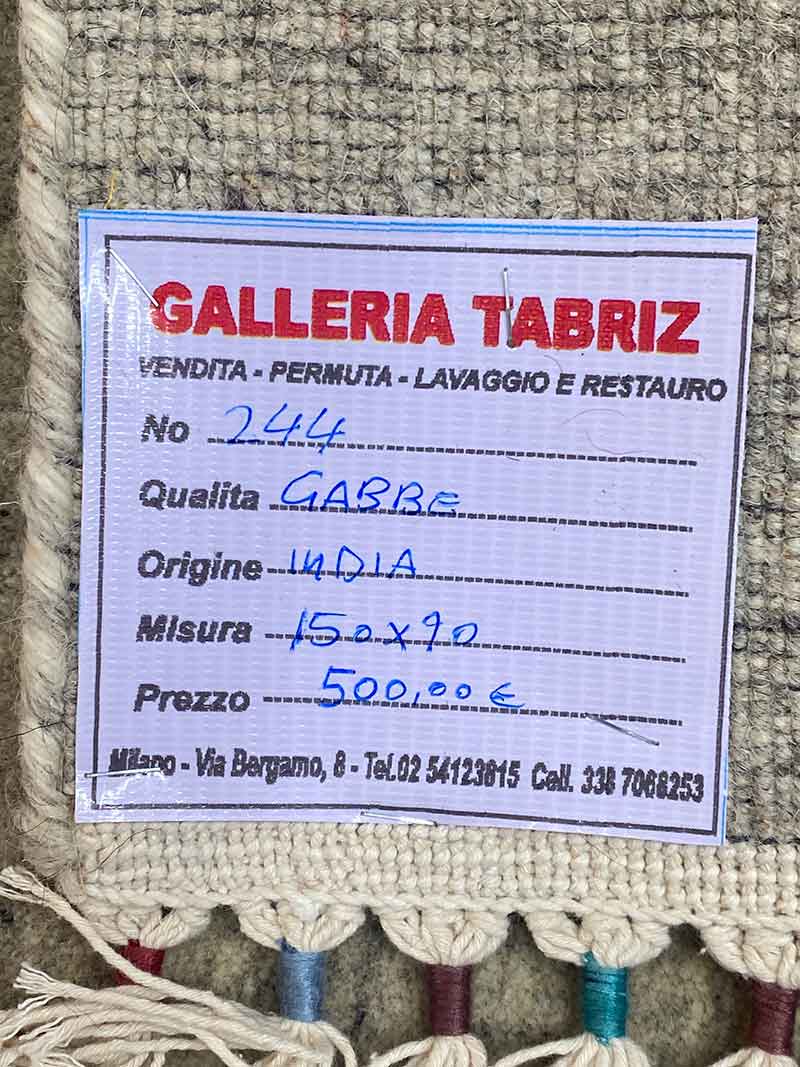 GALLERIA TABRIZ
VENDITA - PERMUTA - LAVAGGIO E RESTAURO
No 244
Qualita GABBE
Origine INDIA
Misura 150x90
Prezzo 500,00 €
Milano - Via Bergamo, 8 - Tel.02 54123815 Cell. 338 7068253